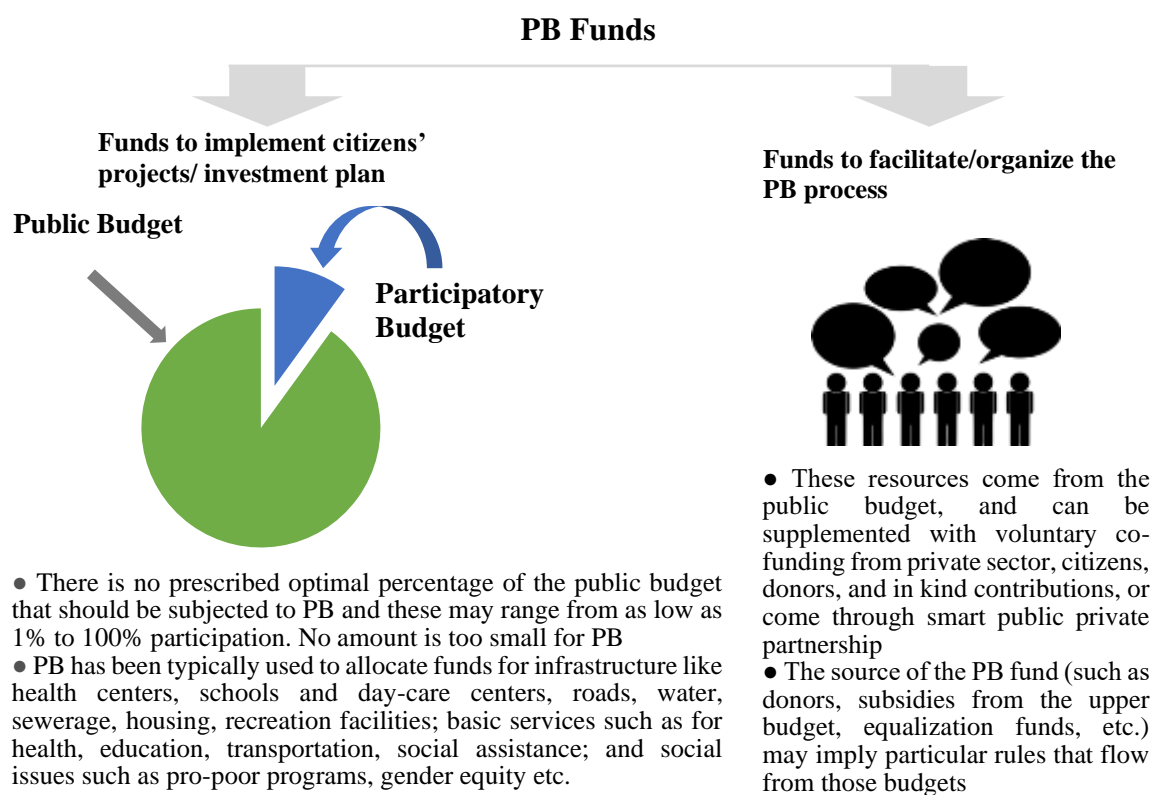 PB Funds
Funds to implement citizens’
projects/ investment plan
Public Budget
Participatory
Budget
● There is no prescribed optimal percentage of the public budget
that should be subjected to PB and these may range from as low as
1% to 100% participation. No amount is too small for PB
● PB has been typically used to allocate funds for infrastructure like
health centers, schools and day-care centers, roads, water,
sewerage, housing, recreation facilities; basic services such as for
health, education, transportation, social assistance; and social
issues such as pro-poor programs, gender equity etc.
Funds to facilitate/organize the
PB process
● These resources come from the
public budget, and can be
supplemented with voluntary co-
funding from private sector, citizens,
donors, and in kind contributions, or
come through smart public private
partnership
● The source of the PB fund (such as
donors, subsidies from the upper
budget, equalization funds, etc.)
may imply particular rules that flow
from those budgets